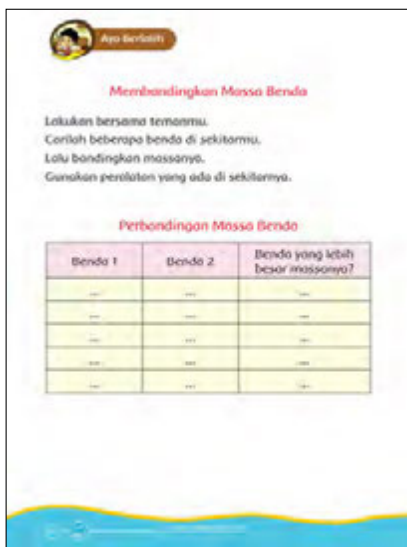 Ayo Berlatih
Membandingkan Massa Benda
Lakukan bersama temanmu.
Carilah beberapa benda di sekitarmu.
Lalu bandingkan massanya.
Gunakan peralatan yang ada di sekitarnya.
Perbandingan Massa Benda
Benda 1 Benda 2 Benda yang lebih besar massanya?
... ... ...
... ... ...
... ... ...
... ... ...
... ... ...